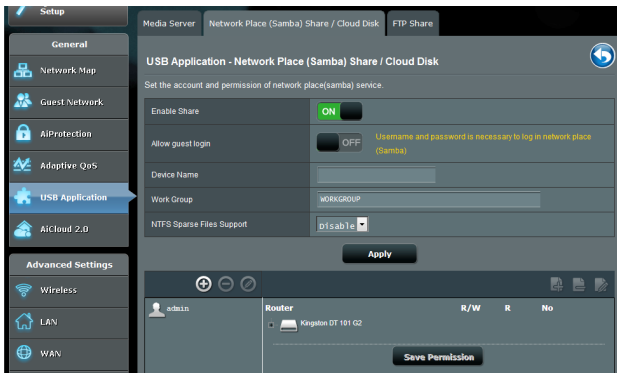 Setup
General
Network Map
Guest Network
AiProtection
Adaptive QoS
USB Application
AiCloud 2.0
Advanced Settings
Wireless
LAN
WAN
Media Server
Network Place (Samba) Share / Cloud Disk
FTP Share
USB Application - Network Place (Samba) Share / Cloud Disk
Set the account and permission of network place(samba) service.
Enable Share
ON
Allow guest login
OFF
Username and password is necessary to log in network place
(Samba)
Device Name
Work Group
WORKGROUP
NTFS Sparse Files Support
Disable
Apply
admin
Router R/W R No
Kingston DT 101 G2
Save Permission